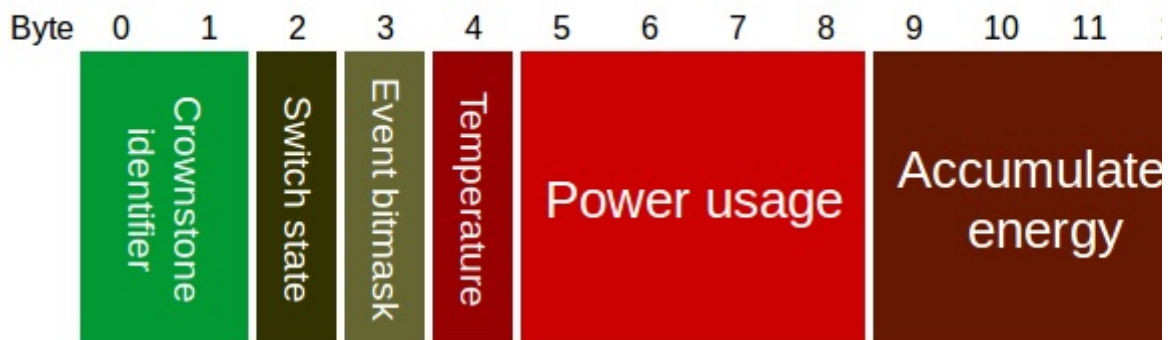 Byte 0 1 2 3 4 5 6 7 8 9 10 11
Crownstone
identifier
Switch state
Event bitmask
Temperature
Power usage
Accumulate
energy